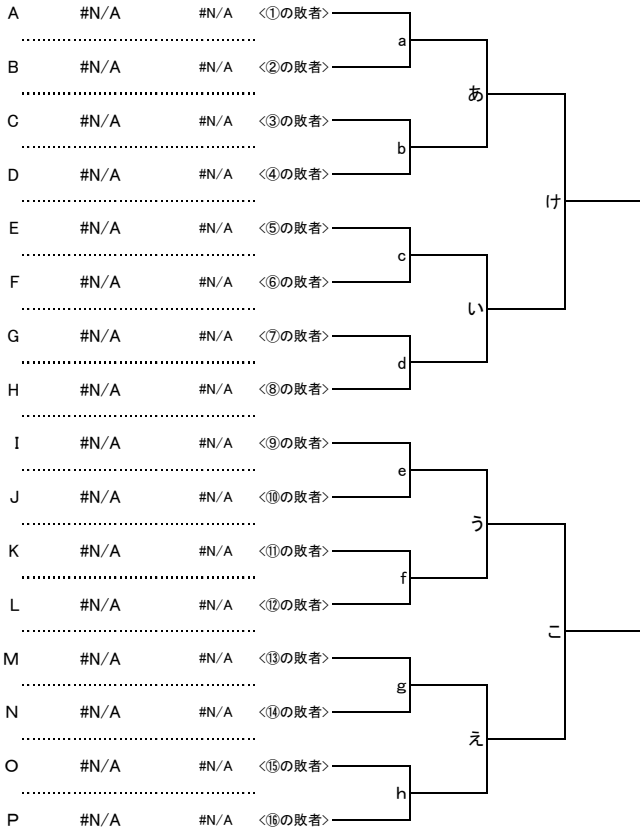 A #N/A #N/A <①の敗者>
a
B #N/A #N/A <②の敗者>
あ
C #N/A #N/A <③の敗者>
b
D #N/A #N/A <④の敗者>
け
E #N/A #N/A <⑤の敗者>
c
F #N/A #N/A <⑥の敗者>
い
G #N/A #N/A <⑦の敗者>
d
H #N/A #N/A <⑧の敗者>
I #N/A #N/A <⑨の敗者>
e
J #N/A #N/A <⑩の敗者>
う
K #N/A #N/A <⑪の敗者>
f
L #N/A #N/A <⑫の敗者>
こ
M #N/A #N/A <⑬の敗者>
g
N #N/A #N/A <⑭の敗者>
え
O #N/A #N/A <⑮の敗者>
h
P #N/A #N/A <⑯の敗者>